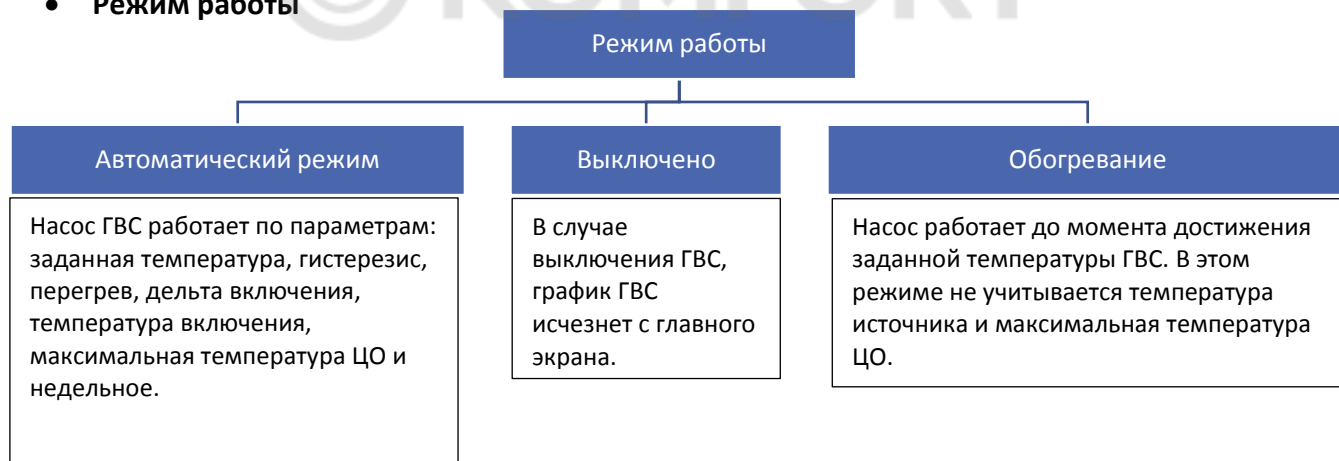 • Режим работы
KOMFORT
Режим работы
Автоматический режим
Насос ГВС работает по параметрам:
заданная температура, гистерезис,
перегрев, дельта включения,
температура включения,
максимальная температура ЦО и
недельное.
Выключено
В случае
выключения ГВС,
график ГВС
исчезнет с главного
экрана.
Обогревание
Насос работает до момента достижения
заданной температуры ГВС. В этом
режиме не учитывается температура
источника и максимальная температура
ЦО.